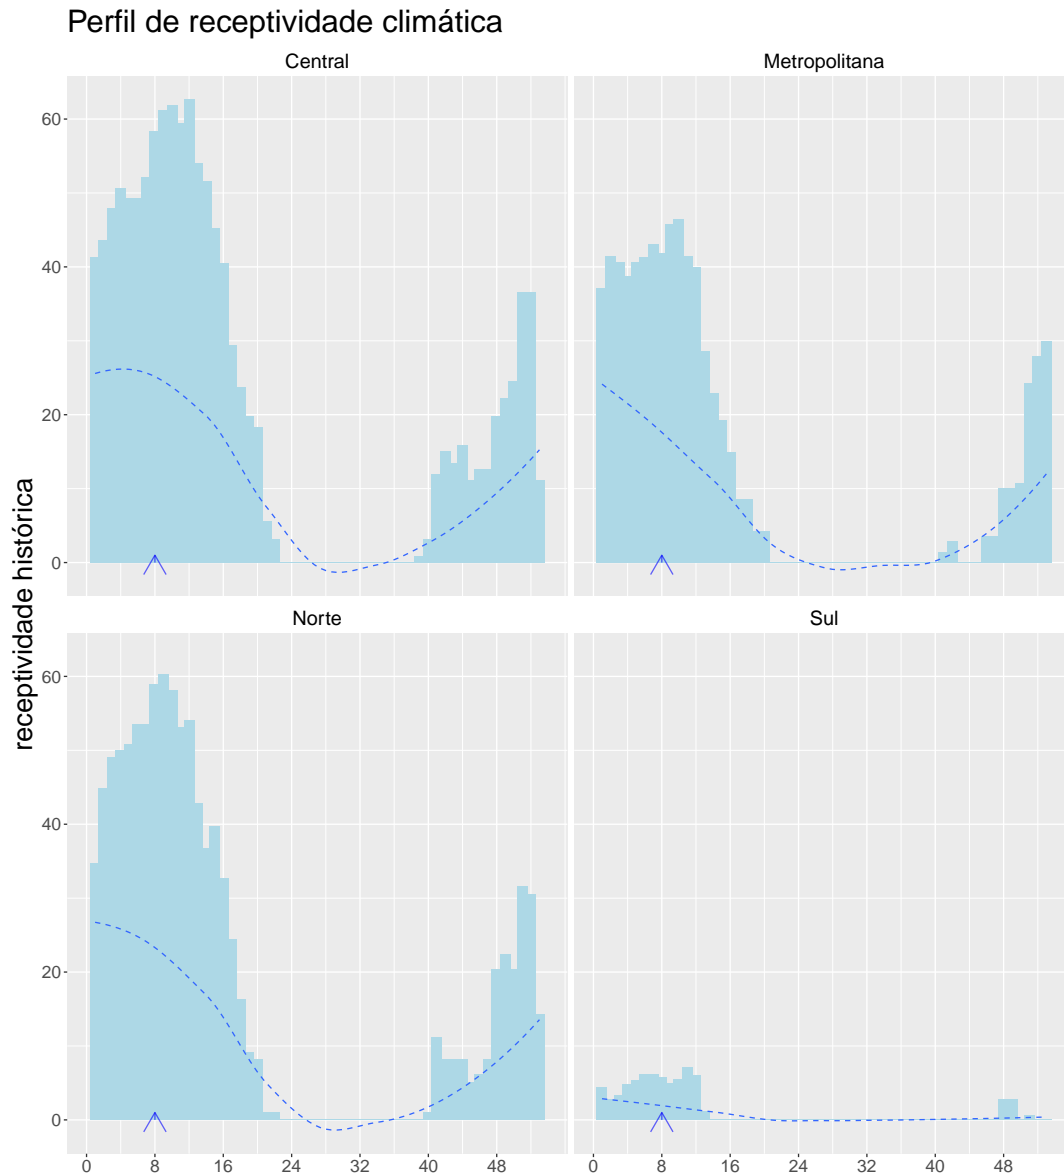 Perfil de receptividade climática
Central
Metropolitana
60
40
20
0
Norte
Sul
receptividade histórica
60
40
20
0
0 8 16 24 32 40 48
0 8 16 24 32 40 48